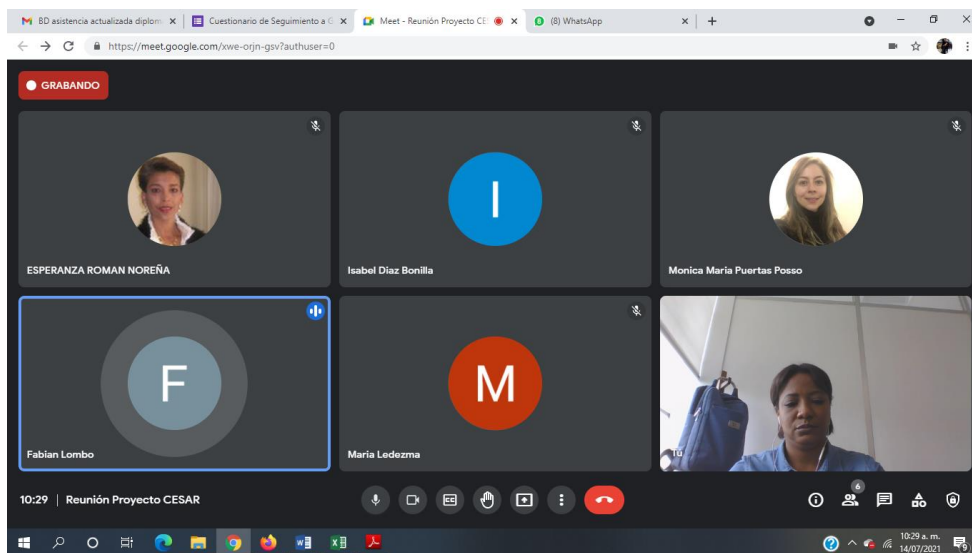 BD asistencia actualizada diplom
Cuestionario de Seguimiento a G
Meet - Reunión Proyecto CE
(8) WhatsApp
https://meet.google.com/xwe-orjn-gsv?authuser=0
GRABANDO
ESPERANZA ROMAN NOREÑA
Isabel Diaz Bonilla
Monica Maria Puertas Posso
F
Fabian Lombo
I
M
Maria Ledezma
Tú
10:29 | Reunión Proyecto CESAR
6
10:29 a. m.
14/07/2021